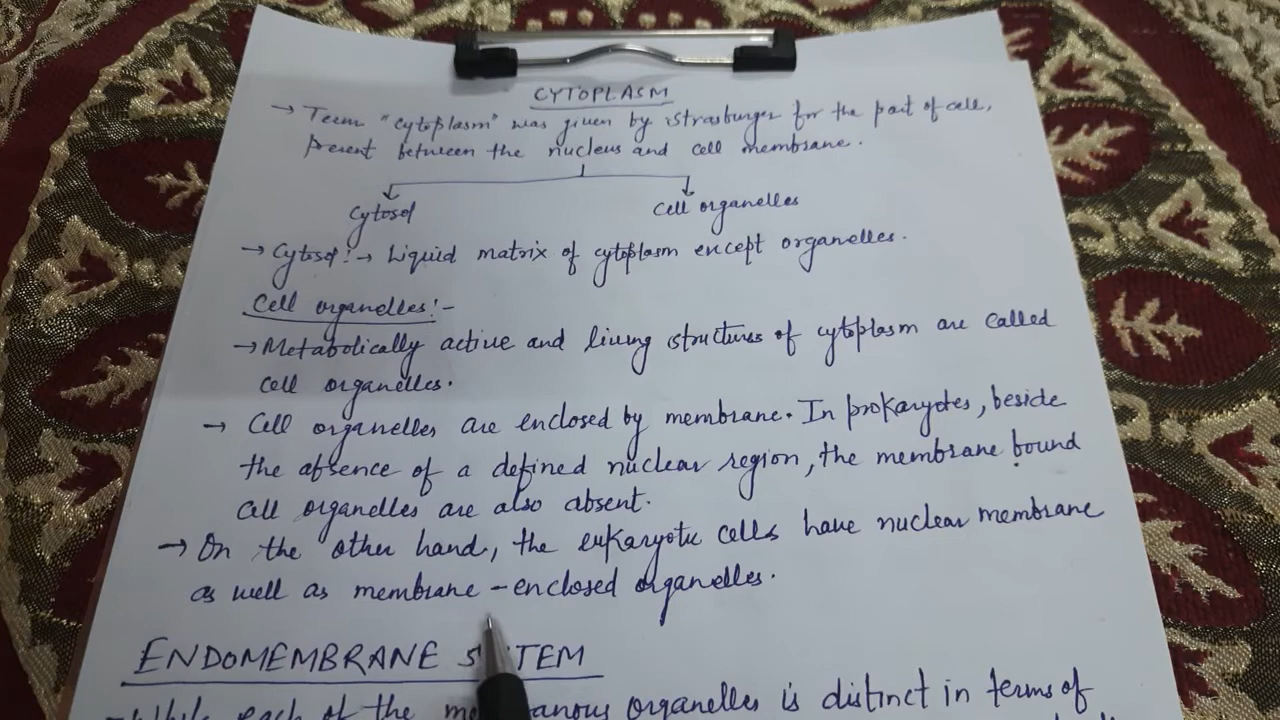 CYTOPLASM
→ Term "cytoplasm" was given by strasburger for the part of cell,
present between the nucleus and cell membrane.
Cytosol Cell organelles
→ Cytosol:→ Liquid matrix of cytoplasm except organelles.
Cell organelles:-
→ Metabolically active and living structures of cytoplasm are called
cell organelles.
→ Cell organelles are enclosed by membrane. In prokaryotes, beside
the absence of a defined nuclear region, the membrane bound
cell organelles are also absent.
→ On the other hand, the eukaryotic cells have nuclear membrane
as well as membrane-enclosed organelles.
ENDOMEMBRANE
each of the organelles is distinct in terms of